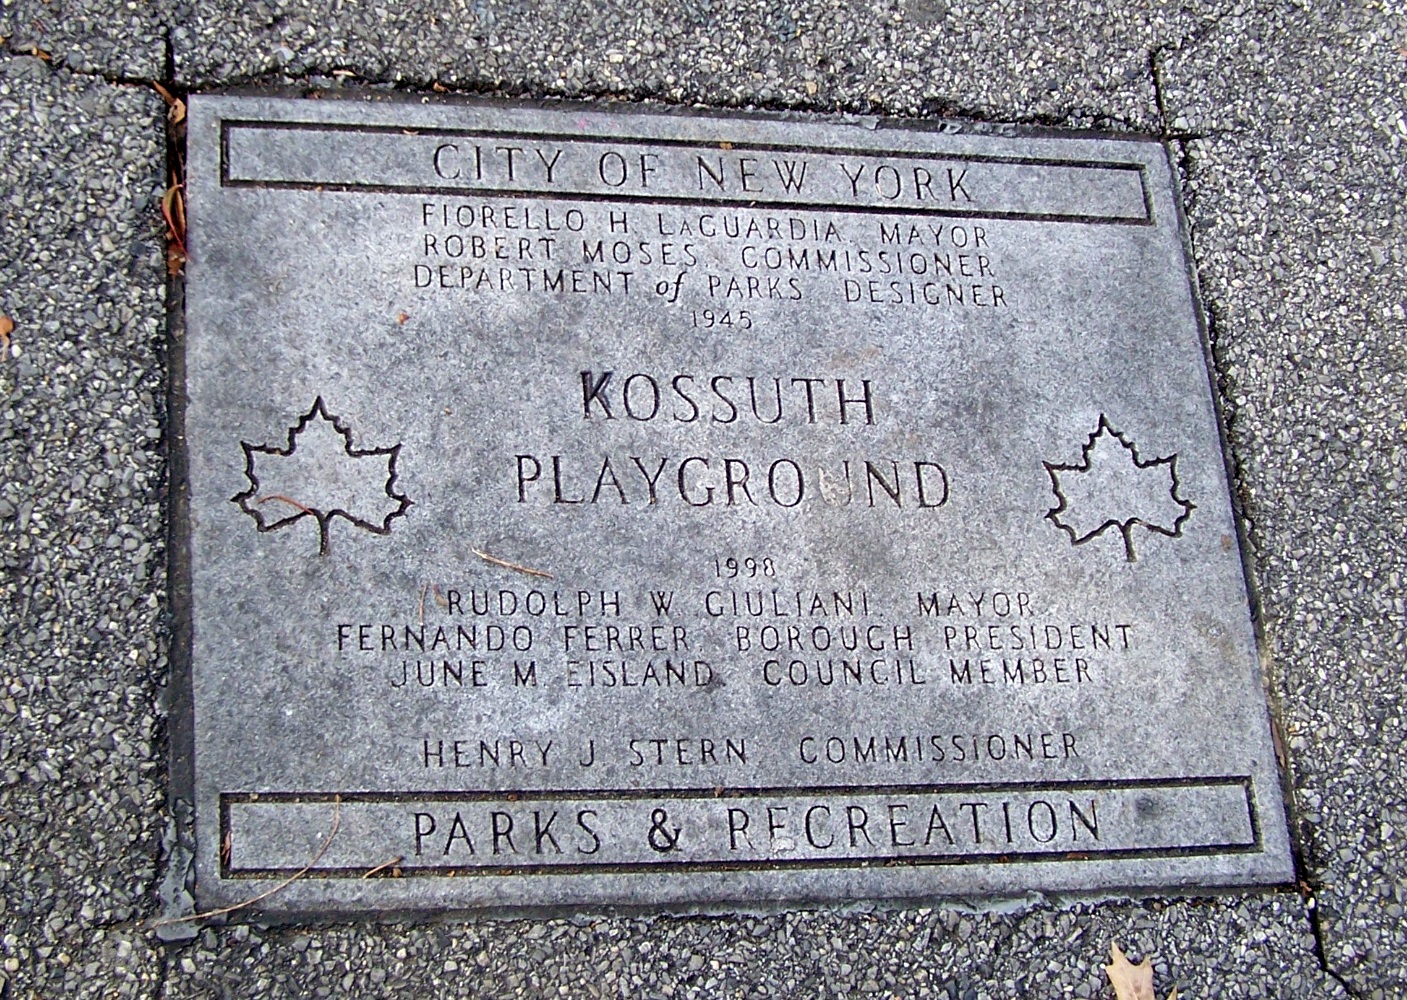 CITY OF NEW YORK
FIORELLO H. LAGUARDIA, MAYOR
ROBERT MOSES, COMMISSIONER
DEPARTMENT of PARKS DESIGNER
1945
KOSSUTH
PLAYGROUND
1998
RUDOLPH W. GIULIANI, MAYOR
FERNANDO FERRER, BOROUGH PRESIDENT
JUNE M. EISLAND, COUNCIL MEMBER
HENRY J. STERN, COMMISSIONER
PARKS & RECREATION